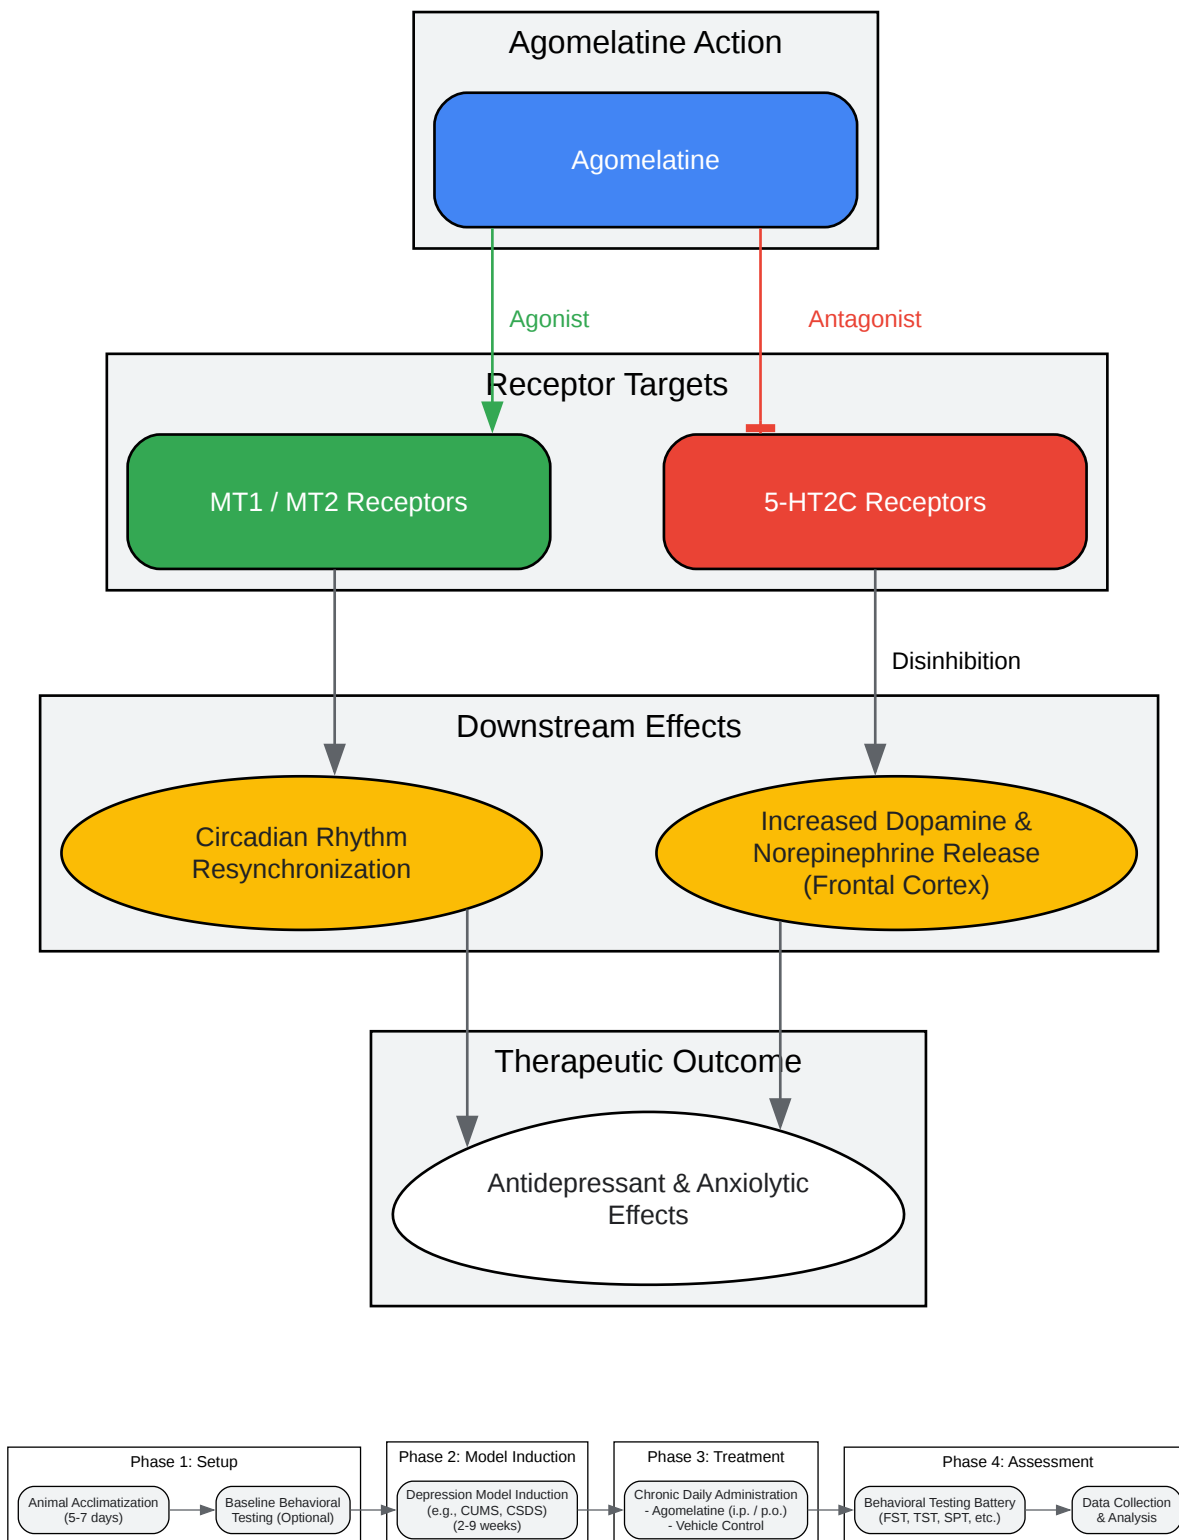 Agomelatine Action
Agomelatine
Agonist
Antagonist
Receptor Targets
MT1 / MT2 Receptors
5-HT2C Receptors
Disinhibition
Downstream Effects
Circadian Rhythm
Resynchronization
Increased Dopamine &
Norepinephrine Release
(Frontal Cortex)
Therapeutic Outcome
Antidepressant & Anxiolytic
Effects
Phase 1: Setup
Animal Acclimatization
(5-7 days)
Baseline Behavioral
Testing (Optional)
Phase 2: Model Induction
Depression Model Induction
(e.g., CUMS, CSDS)
(2-9 weeks)
Phase 3: Treatment
Chronic Daily Administration
- Agomelatine (i.p. / p.o.)
- Vehicle Control
Phase 4: Assessment
Behavioral Testing Battery
(FST, TST, SPT, etc.)
Data Collection
& Analysis